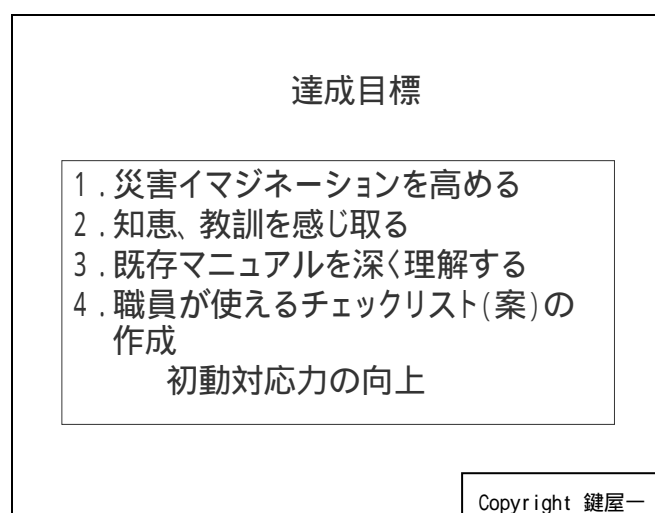 達成目標
1.災害イマジネーションを高める
2.知恵、教訓を感じ取る
3.既存マニュアルを深く理解する
4.職員が使えるチェックリスト(案)の
作成
初動対応力の向上
Copyright 鍵屋一